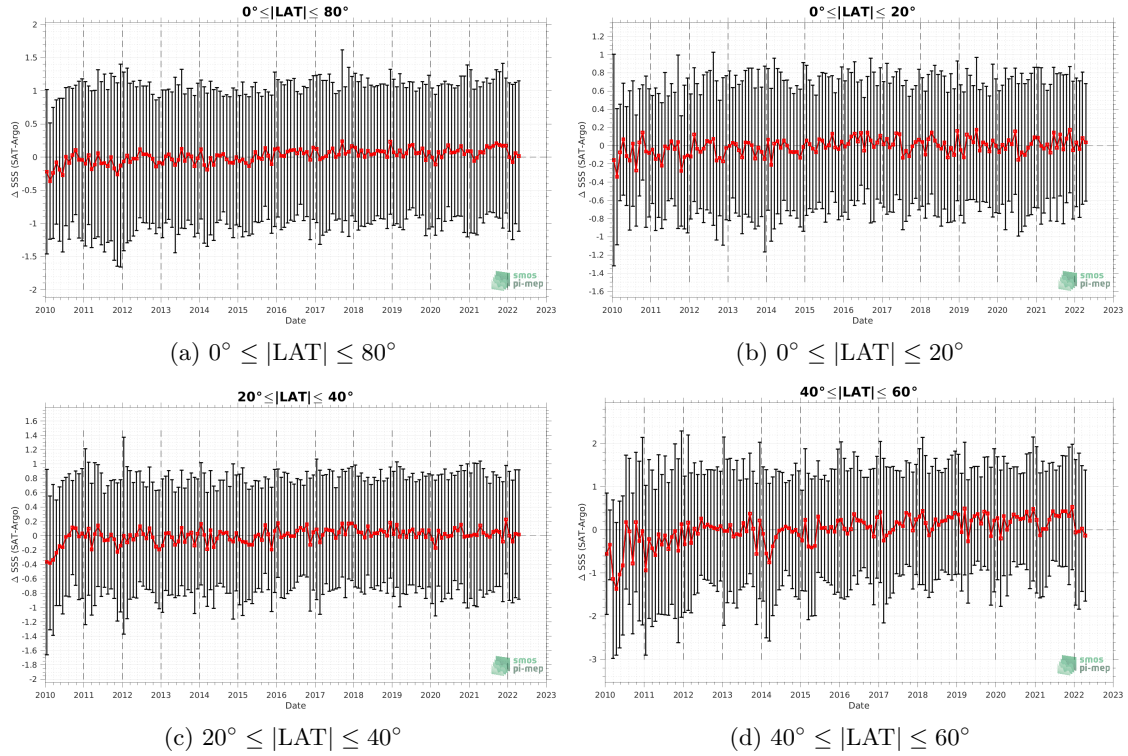 0°≤|LAT|≤ 80°
2
1.5
1
0.5
0
-0.5
-1
-1.5
-2
Δ SSS (SAT-Argo)
2010 2011 2012 2013 2014 2015 2016 2017 2018 2019 2020 2021 2022 2023
Date
smos
pi-mep
(a) 0° ≤ |LAT| ≤ 80°
0°≤|LAT|≤ 20°
1.2
1
0.8
0.6
0.4
0.2
0
-0.2
-0.4
-0.6
-0.8
-1
-1.2
-1.4
-1.6
Δ SSS (SAT-Argo)
2010 2011 2012 2013 2014 2015 2016 2017 2018 2019 2020 2021 2022 2023
Date
smos
pi-mep
(b) 0° ≤ |LAT| ≤ 20°
20°≤|LAT|≤ 40°
1.6
1.4
1.2
1
0.8
0.6
0.4
0.2
0
-0.2
-0.4
-0.6
-0.8
-1
-1.2
-1.4
-1.6
-1.8
-2
Δ SSS (SAT-Argo)
2010 2011 2012 2013 2014 2015 2016 2017 2018 2019 2020 2021 2022 2023
Date
smos
pi-mep
(c) 20° ≤ |LAT| ≤ 40°
40°≤|LAT|≤ 60°
2
1
0
-1
-2
-3
Δ SSS (SAT-Argo)
2010 2011 2012 2013 2014 2015 2016 2017 2018 2019 2020 2021 2022 2023
Date
smos
pi-mep
(d) 40° ≤ |LAT| ≤ 60°